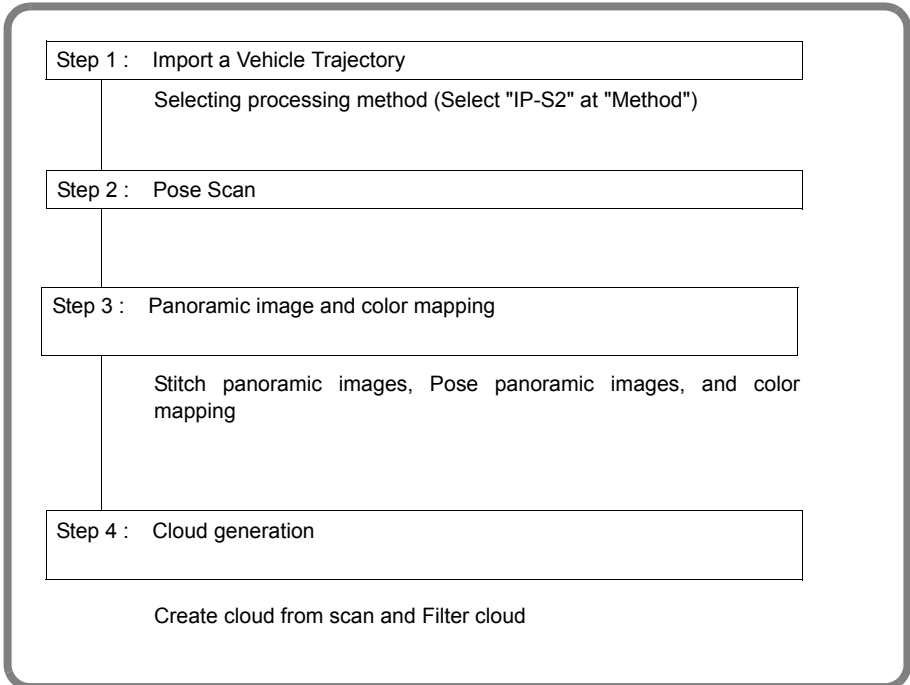 Step 1 : Import a Vehicle Trajectory
Selecting processing method (Select "IP-S2" at "Method")
Step 2 : Pose Scan
Step 3 : Panoramic image and color mapping
Stitch panoramic images, Pose panoramic images, and color
mapping
Step 4 : Cloud generation
Create cloud from scan and Filter cloud